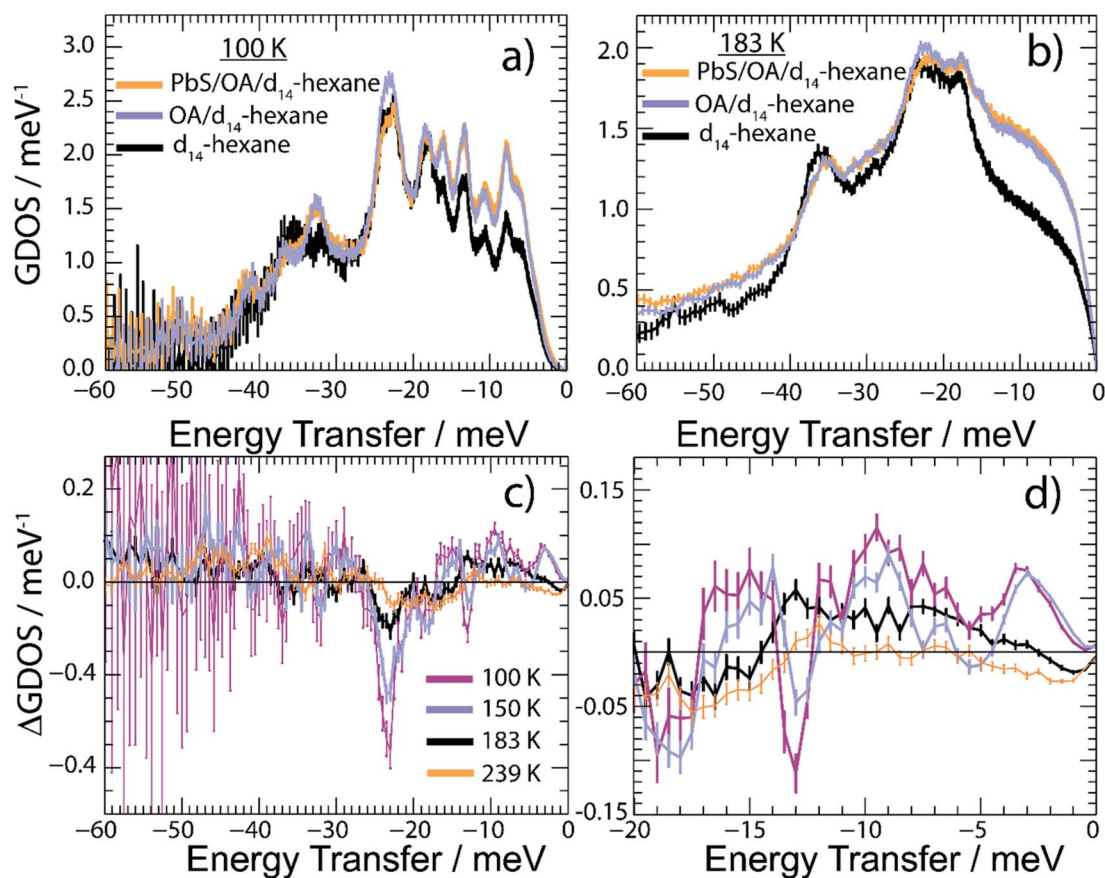 3.0
2.5
2.0
1.5
1.0
0.5
0.0
GDOS / meV⁻¹
100 K
a)
PbS/OA/d₁₄-hexane
OA/d₁₄-hexane
d₁₄-hexane
−60 −50 −40 −30 −20 −10 0
Energy Transfer / meV
2.0
1.5
1.0
0.5
0.0
183 K
b)
PbS/OA/d₁₄-hexane
OA/d₁₄-hexane
d₁₄-hexane
−60 −50 −40 −30 −20 −10 0
Energy Transfer / meV
0.2
0.0
−0.4
−0.4
ΔGDOS / meV⁻¹
c)
100 K
150 K
183 K
239 K
−60 −50 −40 −30 −20 −10 0
Energy Transfer / meV
0.15
0.05
-0.05
-0.15
d)
−20 −15 −10 −5 0
Energy Transfer / meV